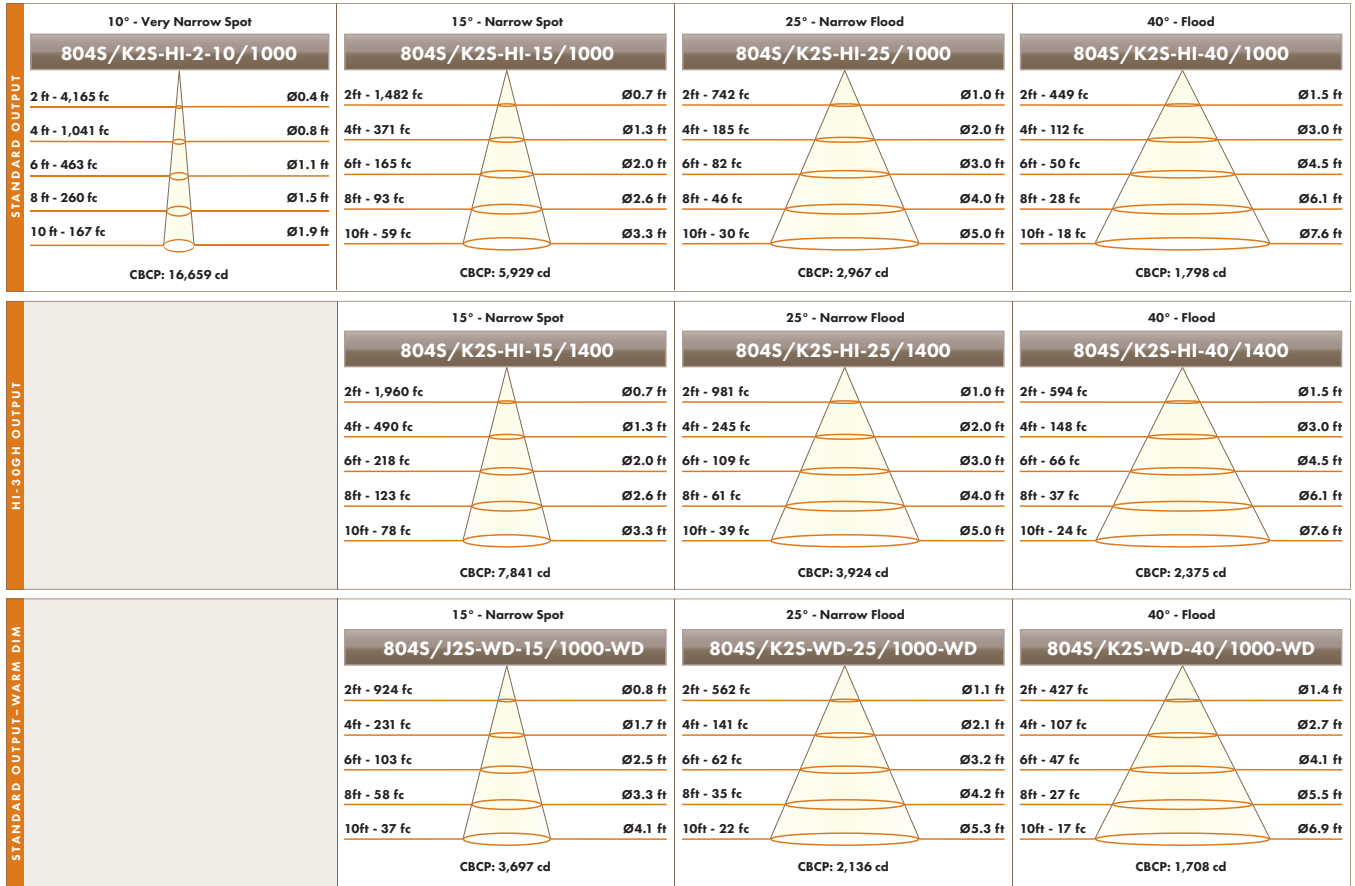 STANDARD OUTPUT
10° - Very Narrow Spot
804S/K2S-HI-2-10/1000
2 ft - 4,165 fc Ø0.4 ft
4 ft - 1,041 fc Ø0.8 ft
6 ft - 463 fc Ø1.1 ft
8 ft - 260 fc Ø1.5 ft
10 ft - 167 fc Ø1.9 ft
CBCP: 16,659 cd
15° - Narrow Spot
804S/K2S-HI-15/1000
2ft - 1,482 fc Ø0.7 ft
4ft - 371 fc Ø1.3 ft
6ft - 165 fc Ø2.0 ft
8ft - 93 fc Ø2.6 ft
10ft - 59 fc Ø3.3 ft
CBCP: 5,929 cd
25° - Narrow Flood
804S/K2S-HI-25/1000
2ft - 742 fc Ø1.0 ft
4ft - 185 fc Ø2.0 ft
6ft - 82 fc Ø3.0 ft
8ft - 46 fc Ø4.0 ft
10ft - 30 fc Ø5.0 ft
CBCP: 2,967 cd
40° - Flood
804S/K2S-HI-40/1000
2ft - 449 fc Ø1.5 ft
4ft - 112 fc Ø3.0 ft
6ft - 50 fc Ø4.5 ft
8ft - 28 fc Ø6.1 ft
10ft - 18 fc Ø7.6 ft
CBCP: 1,798 cd
HI-30GH OUTPUT
15° - Narrow Spot
804S/K2S-HI-15/1400
2ft - 1,960 fc Ø0.7 ft
4ft - 490 fc Ø1.3 ft
6ft - 218 fc Ø2.0 ft
8ft - 123 fc Ø2.6 ft
10ft - 78 fc Ø3.3 ft
CBCP: 7,841 cd
25° - Narrow Flood
804S/K2S-HI-25/1400
2ft - 981 fc Ø1.0 ft
4ft - 245 fc Ø2.0 ft
6ft - 109 fc Ø3.0 ft
8ft - 61 fc Ø4.0 ft
10ft - 39 fc Ø5.0 ft
CBCP: 3,924 cd
40° - Flood
804S/K2S-HI-40/1400
2ft - 594 fc Ø1.5 ft
4ft - 148 fc Ø3.0 ft
6ft - 66 fc Ø4.5 ft
8ft - 37 fc Ø6.1 ft
10ft - 24 fc Ø7.6 ft
CBCP: 2,375 cd
STANDARD OUTPUT–WARM DIM
15° - Narrow Spot
804S/J2S-WD-15/1000-WD
2ft - 924 fc Ø0.8 ft
4ft - 231 fc Ø1.7 ft
6ft - 103 fc Ø2.5 ft
8ft - 58 fc Ø3.3 ft
10ft - 37 fc Ø4.1 ft
CBCP: 3,697 cd
25° - Narrow Flood
804S/K2S-WD-25/1000-WD
2ft - 562 fc Ø1.1 ft
4ft - 141 fc Ø2.1 ft
6ft - 62 fc Ø3.2 ft
8ft - 35 fc Ø4.2 ft
10ft - 22 fc Ø5.3 ft
CBCP: 2,136 cd
40° - Flood
804S/K2S-WD-40/1000-WD
2ft - 427 fc Ø1.4 ft
4ft - 107 fc Ø2.7 ft
6ft - 47 fc Ø4.1 ft
8ft - 27 fc Ø5.5 ft
10ft - 17 fc Ø6.9 ft
CBCP: 1,708 cd